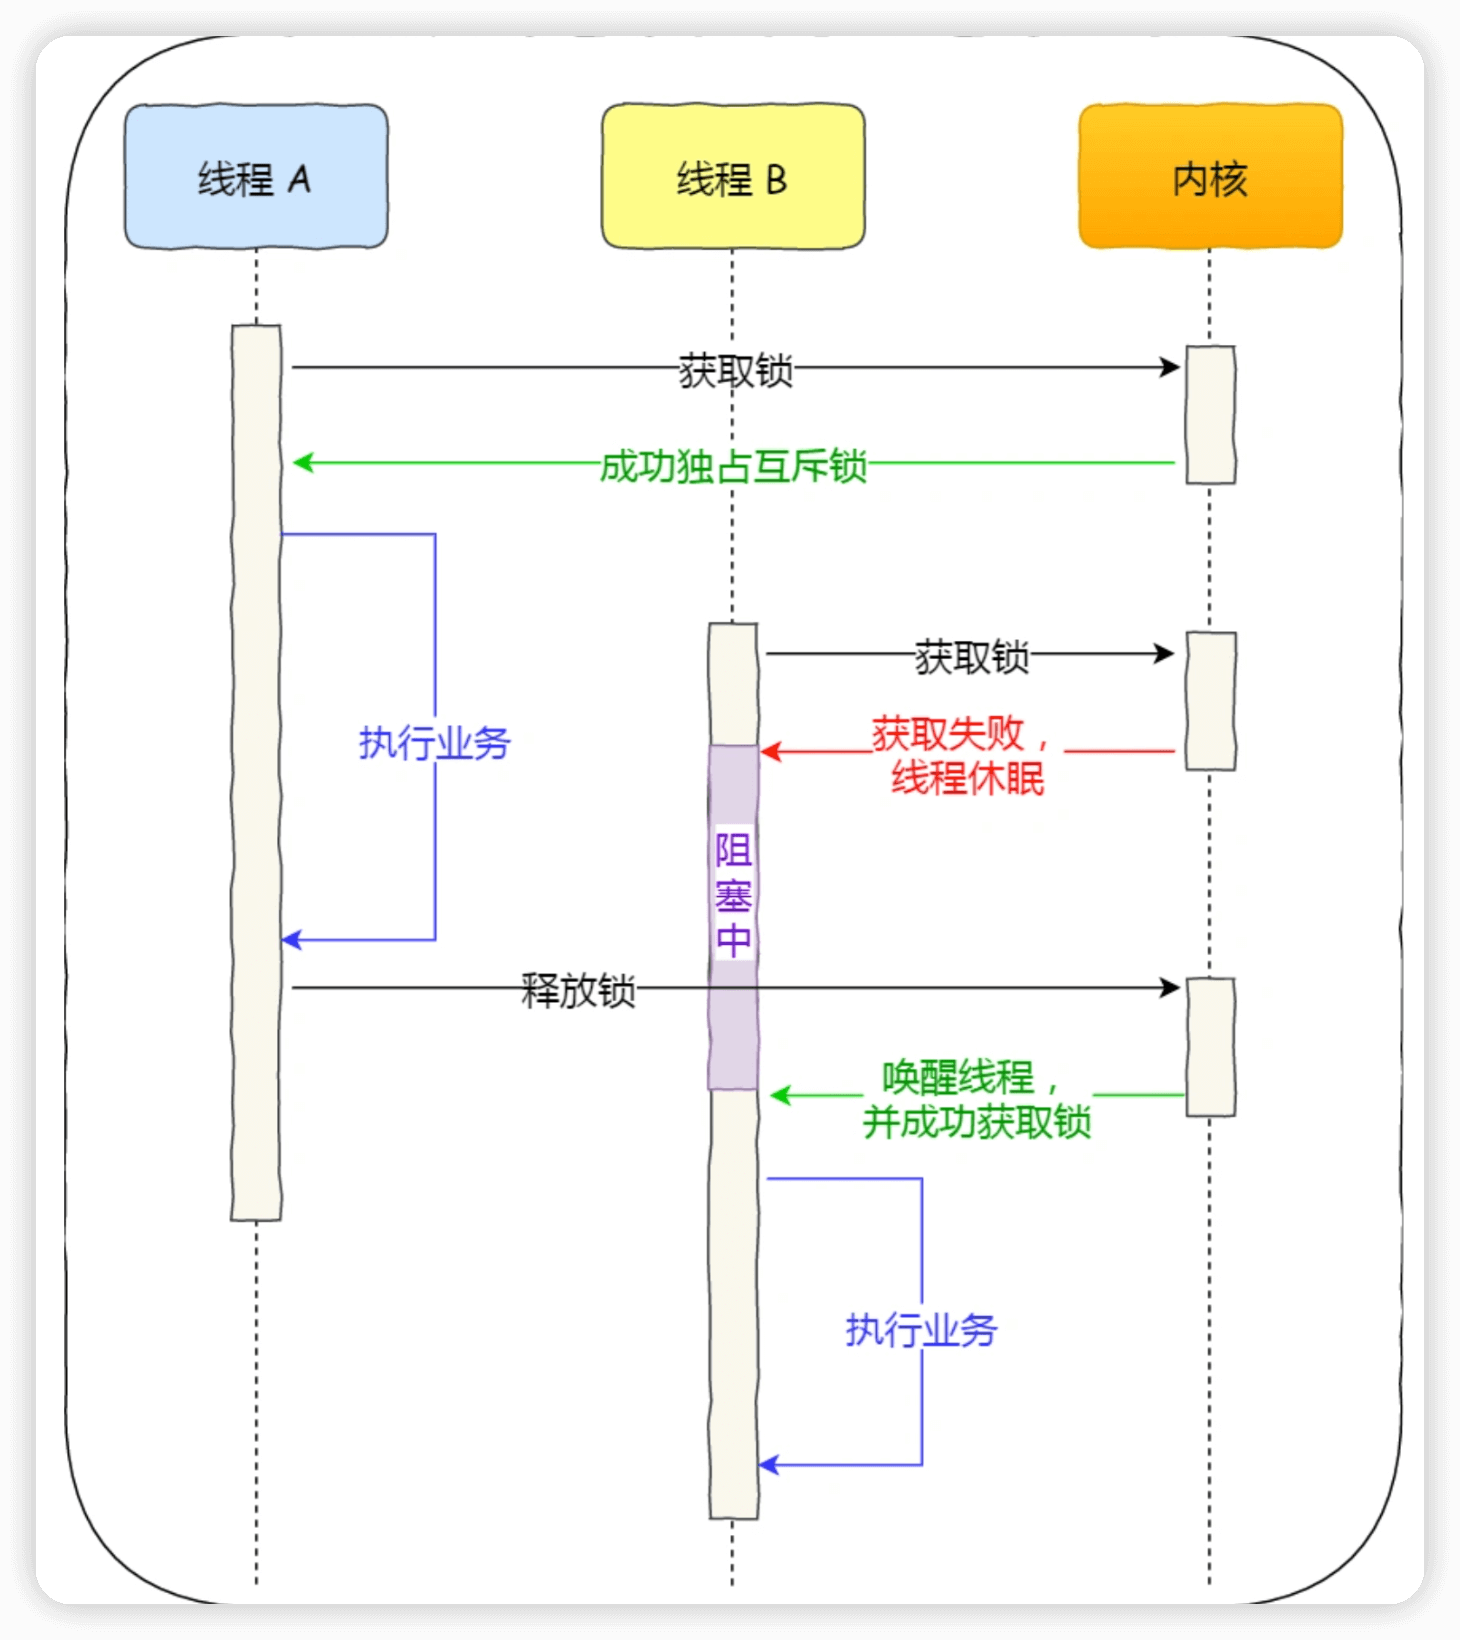 线程 A
线程 B
内核
获取锁
成功独占互斥锁
获取锁
获取失败，
线程休眠
执行业务
阻
塞
中
释放锁
唤醒线程，
并成功获取锁
执行业务